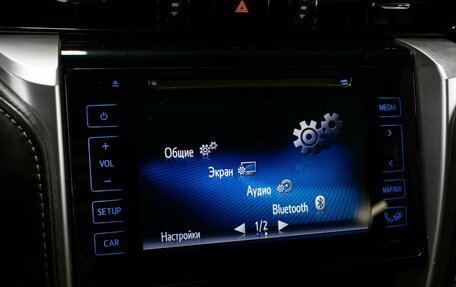 MEDIA
+
VOL
−
Общие
Экран
Аудио
MAP/NAV
SETUP
Bluetooth
CAR
Настройки
1/2